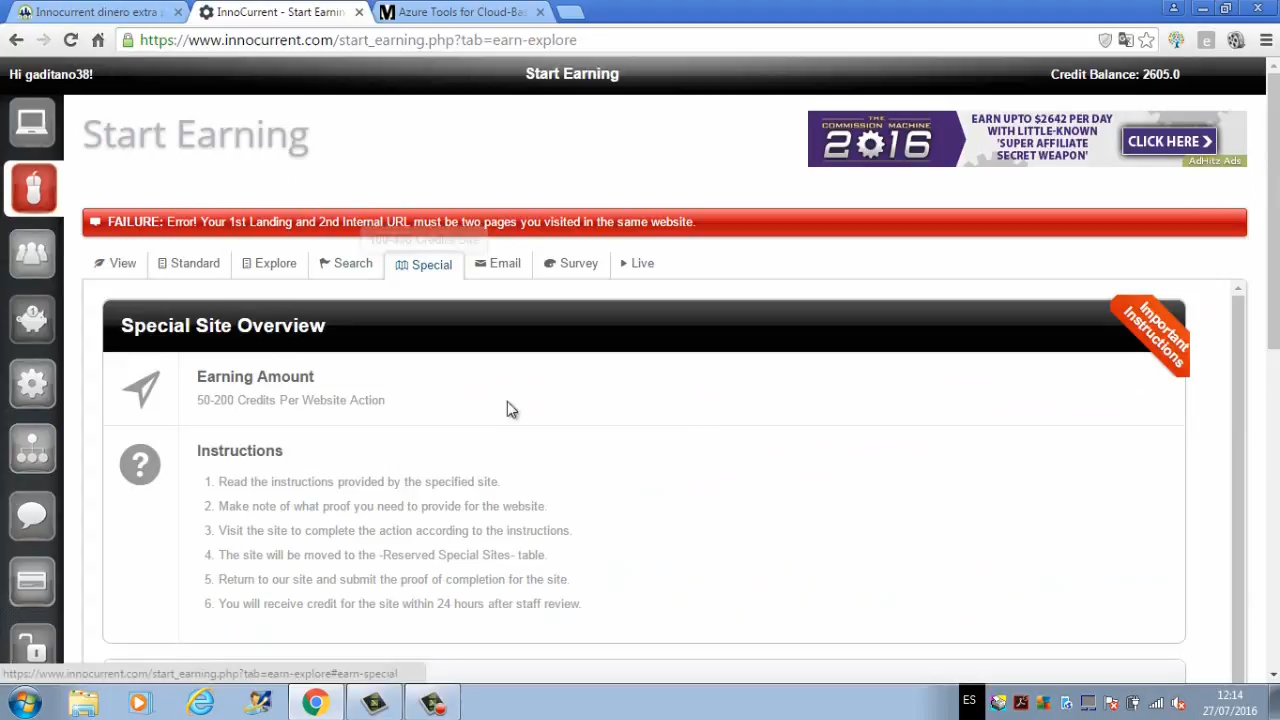 Innocurrent dinero extra p
InnoCurrent - Start Earnin
Azure Tools for Cloud-Bas
https://www.innocurrent.com/start_earning.php?tab=earn-explore
Hi gaditano38!
Start Earning
Credit Balance: 2605.0
Start Earning
THE
COMMISSION MACHINE
2016
EARN UPTO $2642 PER DAY
WITH LITTLE-KNOWN
'SUPER AFFILIATE
SECRET WEAPON'
CLICK HERE
AdHitz Ads
FAILURE: Error! Your 1st Landing and 2nd Internal URL must be two pages you visited in the same website.
View
Standard
Explore
Search
Special
Email
Survey
Live
Special Site Overview
Important
Instructions
Earning Amount
50-200 Credits Per Website Action
Instructions
1. Read the instructions provided by the specified site.
2. Make note of what proof you need to provide for the website.
3. Visit the site to complete the action according to the instructions.
4. The site will be moved to the -Reserved Special Sites- table.
5. Return to our site and submit the proof of completion for the site.
6. You will receive credit for the site within 24 hours after staff review.
https://www.innocurrent.com/start_earning.php?tab=earn-explore#earn-special
ES
12:14
27/07/2016